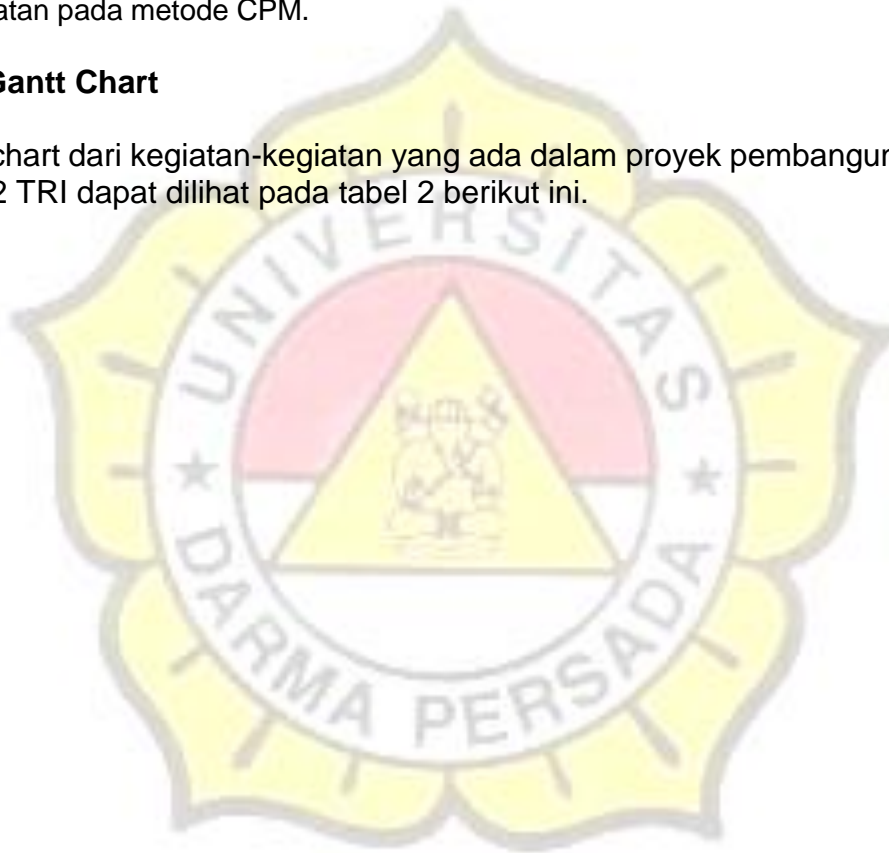 atan pada metode CPM.
Gantt Chart
chart dari kegiatan-kegiatan yang ada dalam proyek pembangun
2 TRI dapat dilihat pada tabel 2 berikut ini.
UNIVERSITAS
DARMA PERSADA